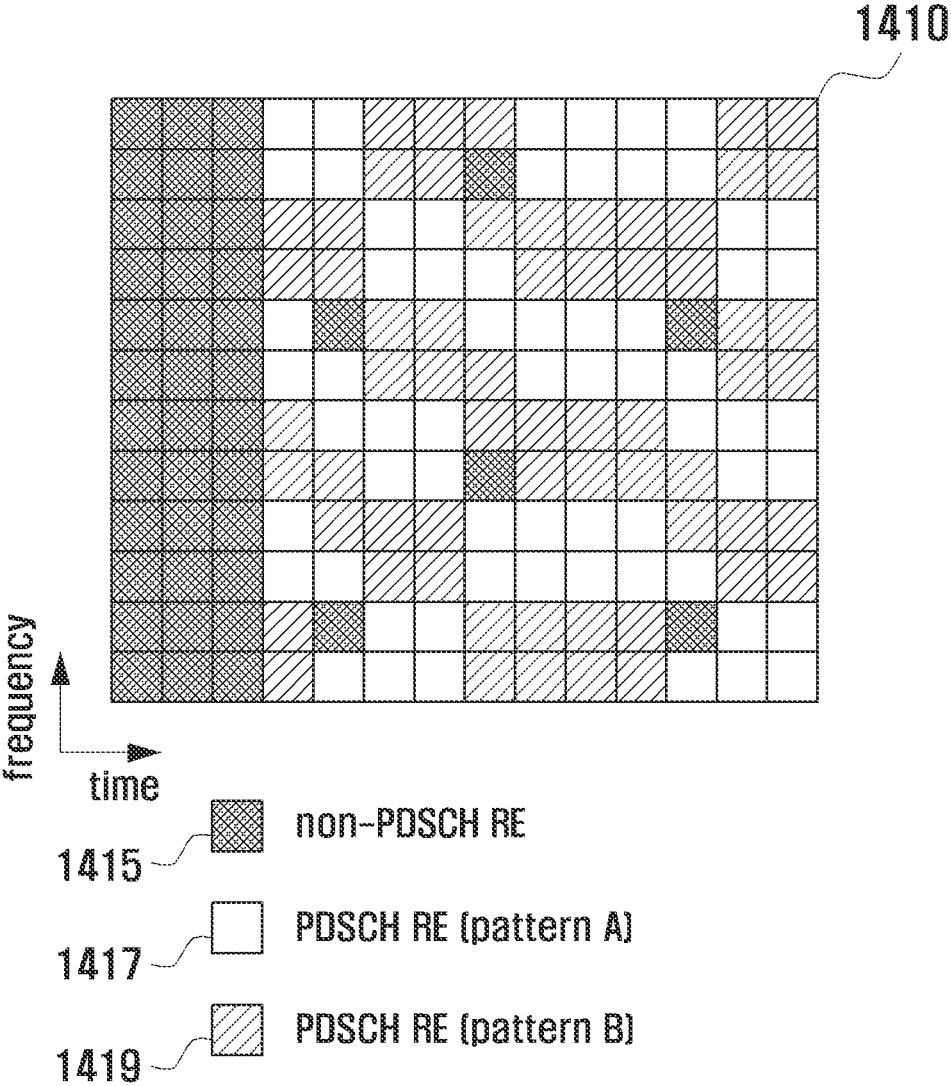 1410
frequency
time
1415
non-PDSCH RE
1417
PDSCH RE (pattern A)
1419
PDSCH RE (pattern B)